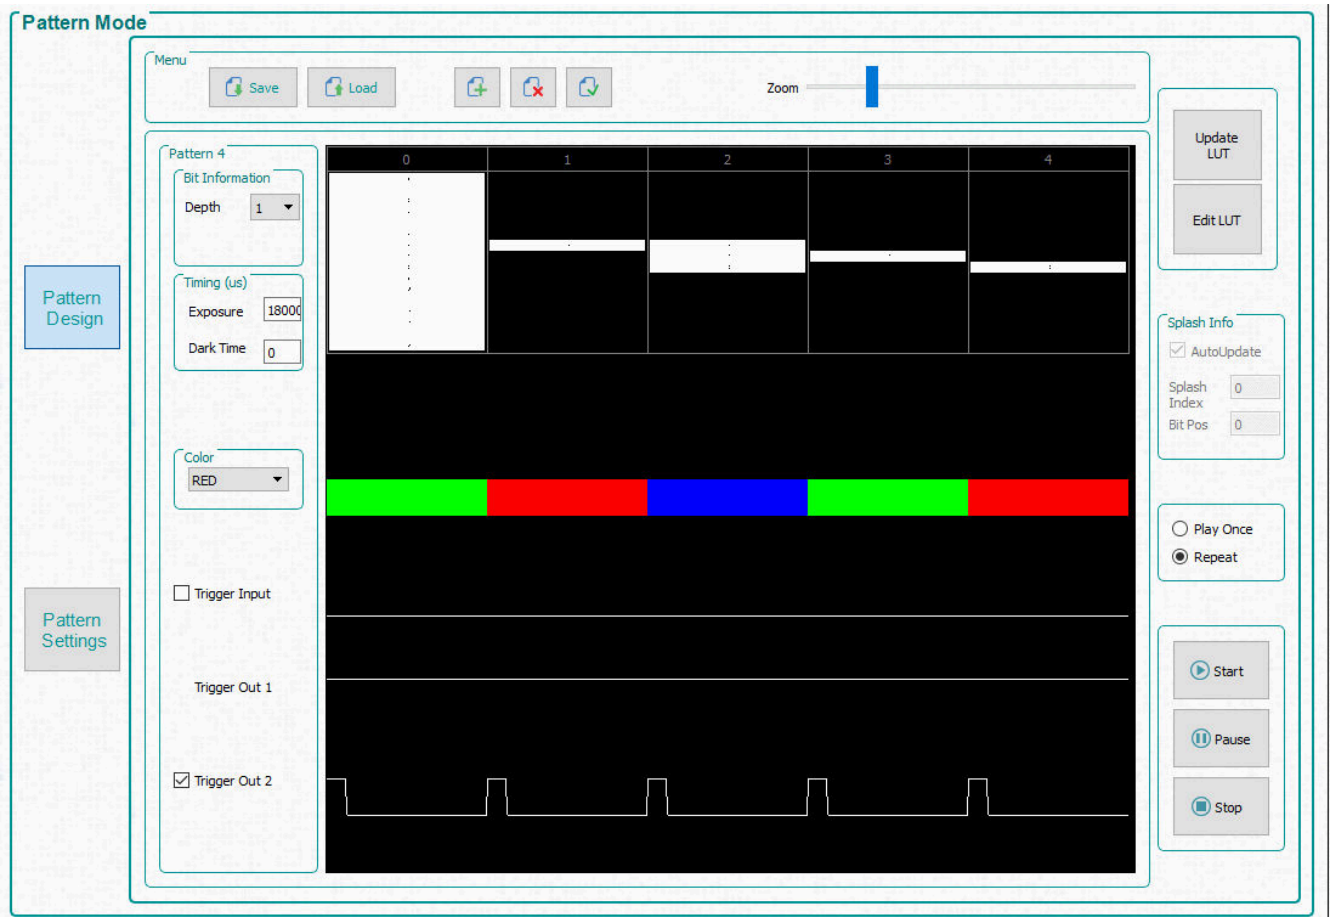 Pattern Mode
Menu
Save
Load
Zoom
Pattern 4
Bit Information
Depth
1
Timing (us)
Exposure
18000
Dark Time
0
Color
RED
Trigger Input
Trigger Out 1
Trigger Out 2
0
1
2
3
4
Pattern
Design
Pattern
Settings
Update
LUT
Edit LUT
Splash Info
AutoUpdate
Splash
Index
0
Bit Pos
0
Play Once
Repeat
Start
Pause
Stop